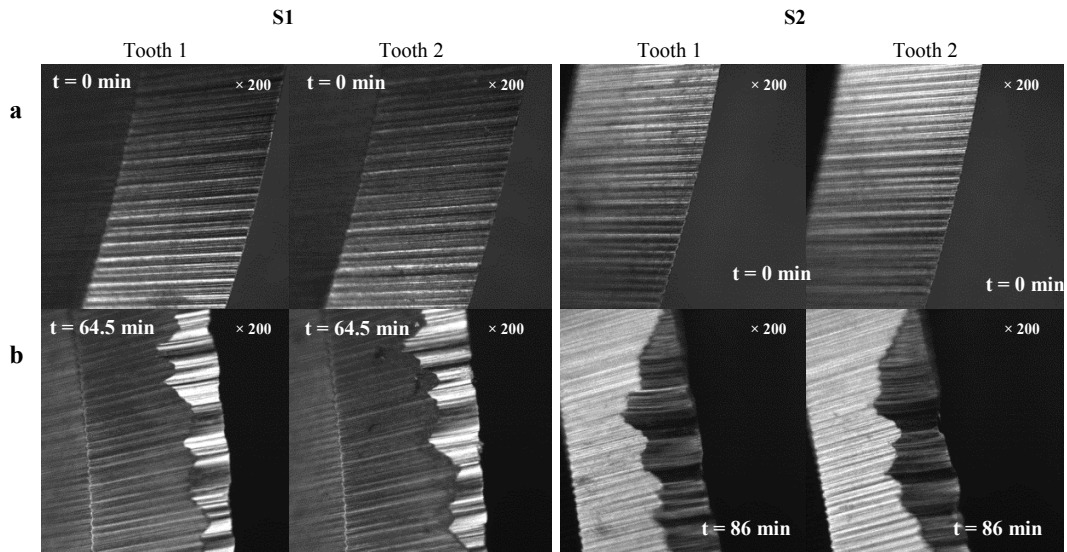 S1 S2
Tooth 1 Tooth 2 Tooth 1 Tooth 2
a
t = 0 min × 200 t = 0 min × 200 × 200 × 200
t = 0 min t = 0 min
b
t = 64.5 min × 200 t = 64.5 min × 200 × 200 × 200
t = 86 min t = 86 min